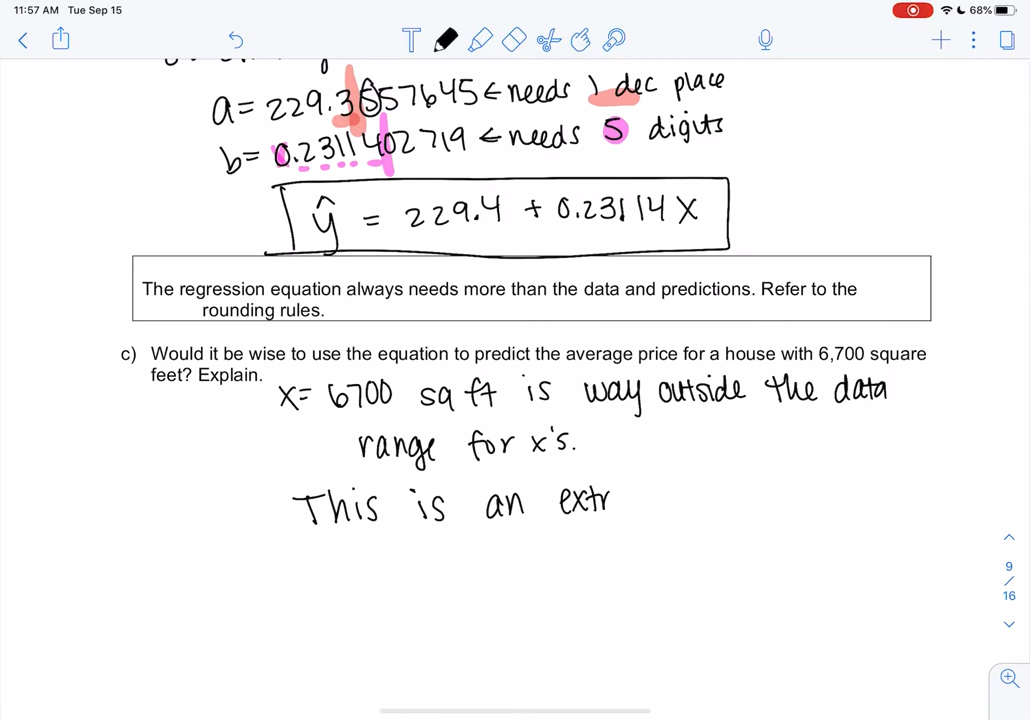 11:57 AM Tue Sep 15
68%
a= 229.3557645 ← needs 1 dec place
b= 0.2311402719 ← needs 5 digits
ŷ = 229.4 + 0.23114 X
The regression equation always needs more than the data and predictions. Refer to the
rounding rules.
c) Would it be wise to use the equation to predict the average price for a house with 6,700 square
feet? Explain.
X= 6700 sq ft is way outside the data
range for x's.
This is an extr
9
/
16